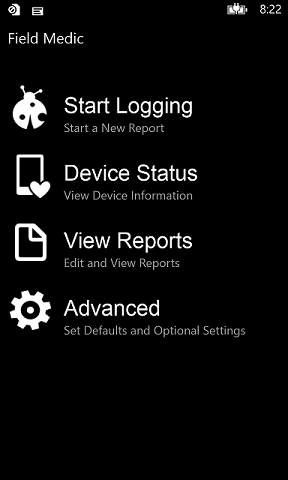 8:22
Field Medic
Start Logging
Start a New Report
Device Status
View Device Information
View Reports
Edit and View Reports
Advanced
Set Defaults and Optional Settings